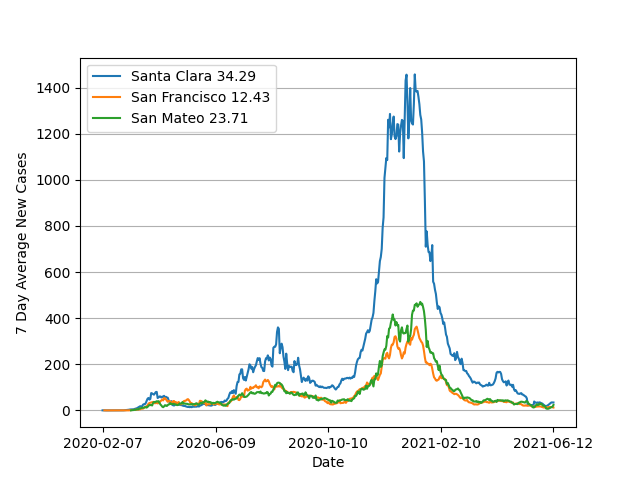 Santa Clara 34.29
San Francisco 12.43
San Mateo 23.71
1400
1200
1000
800
600
400
200
0
7 Day Average New Cases
2020-02-07 2020-06-09 2020-10-10 2021-02-10 2021-06-12
Date